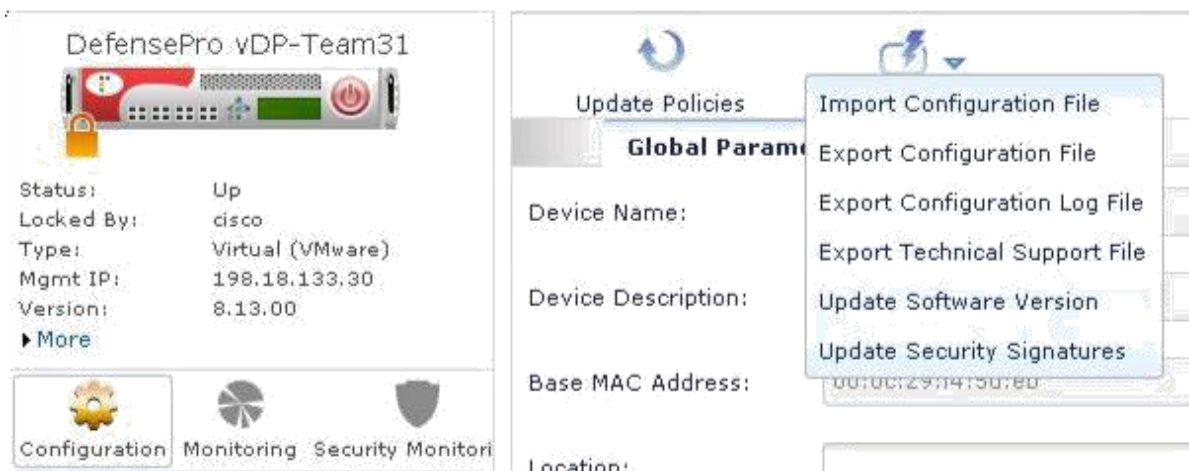 DefensePro vDP-Team31
Status: Up
Locked By: cisco
Type: Virtual (VMware)
Mgmt IP: 198.18.133.30
Version: 8.13.00
More
Configuration
Monitoring
Security Monitori
Update Policies
Global Parame
Import Configuration File
Export Configuration File
Export Configuration Log File
Export Technical Support File
Update Software Version
Update Security Signatures
Device Name:
Device Description:
Base MAC Address:
Location: